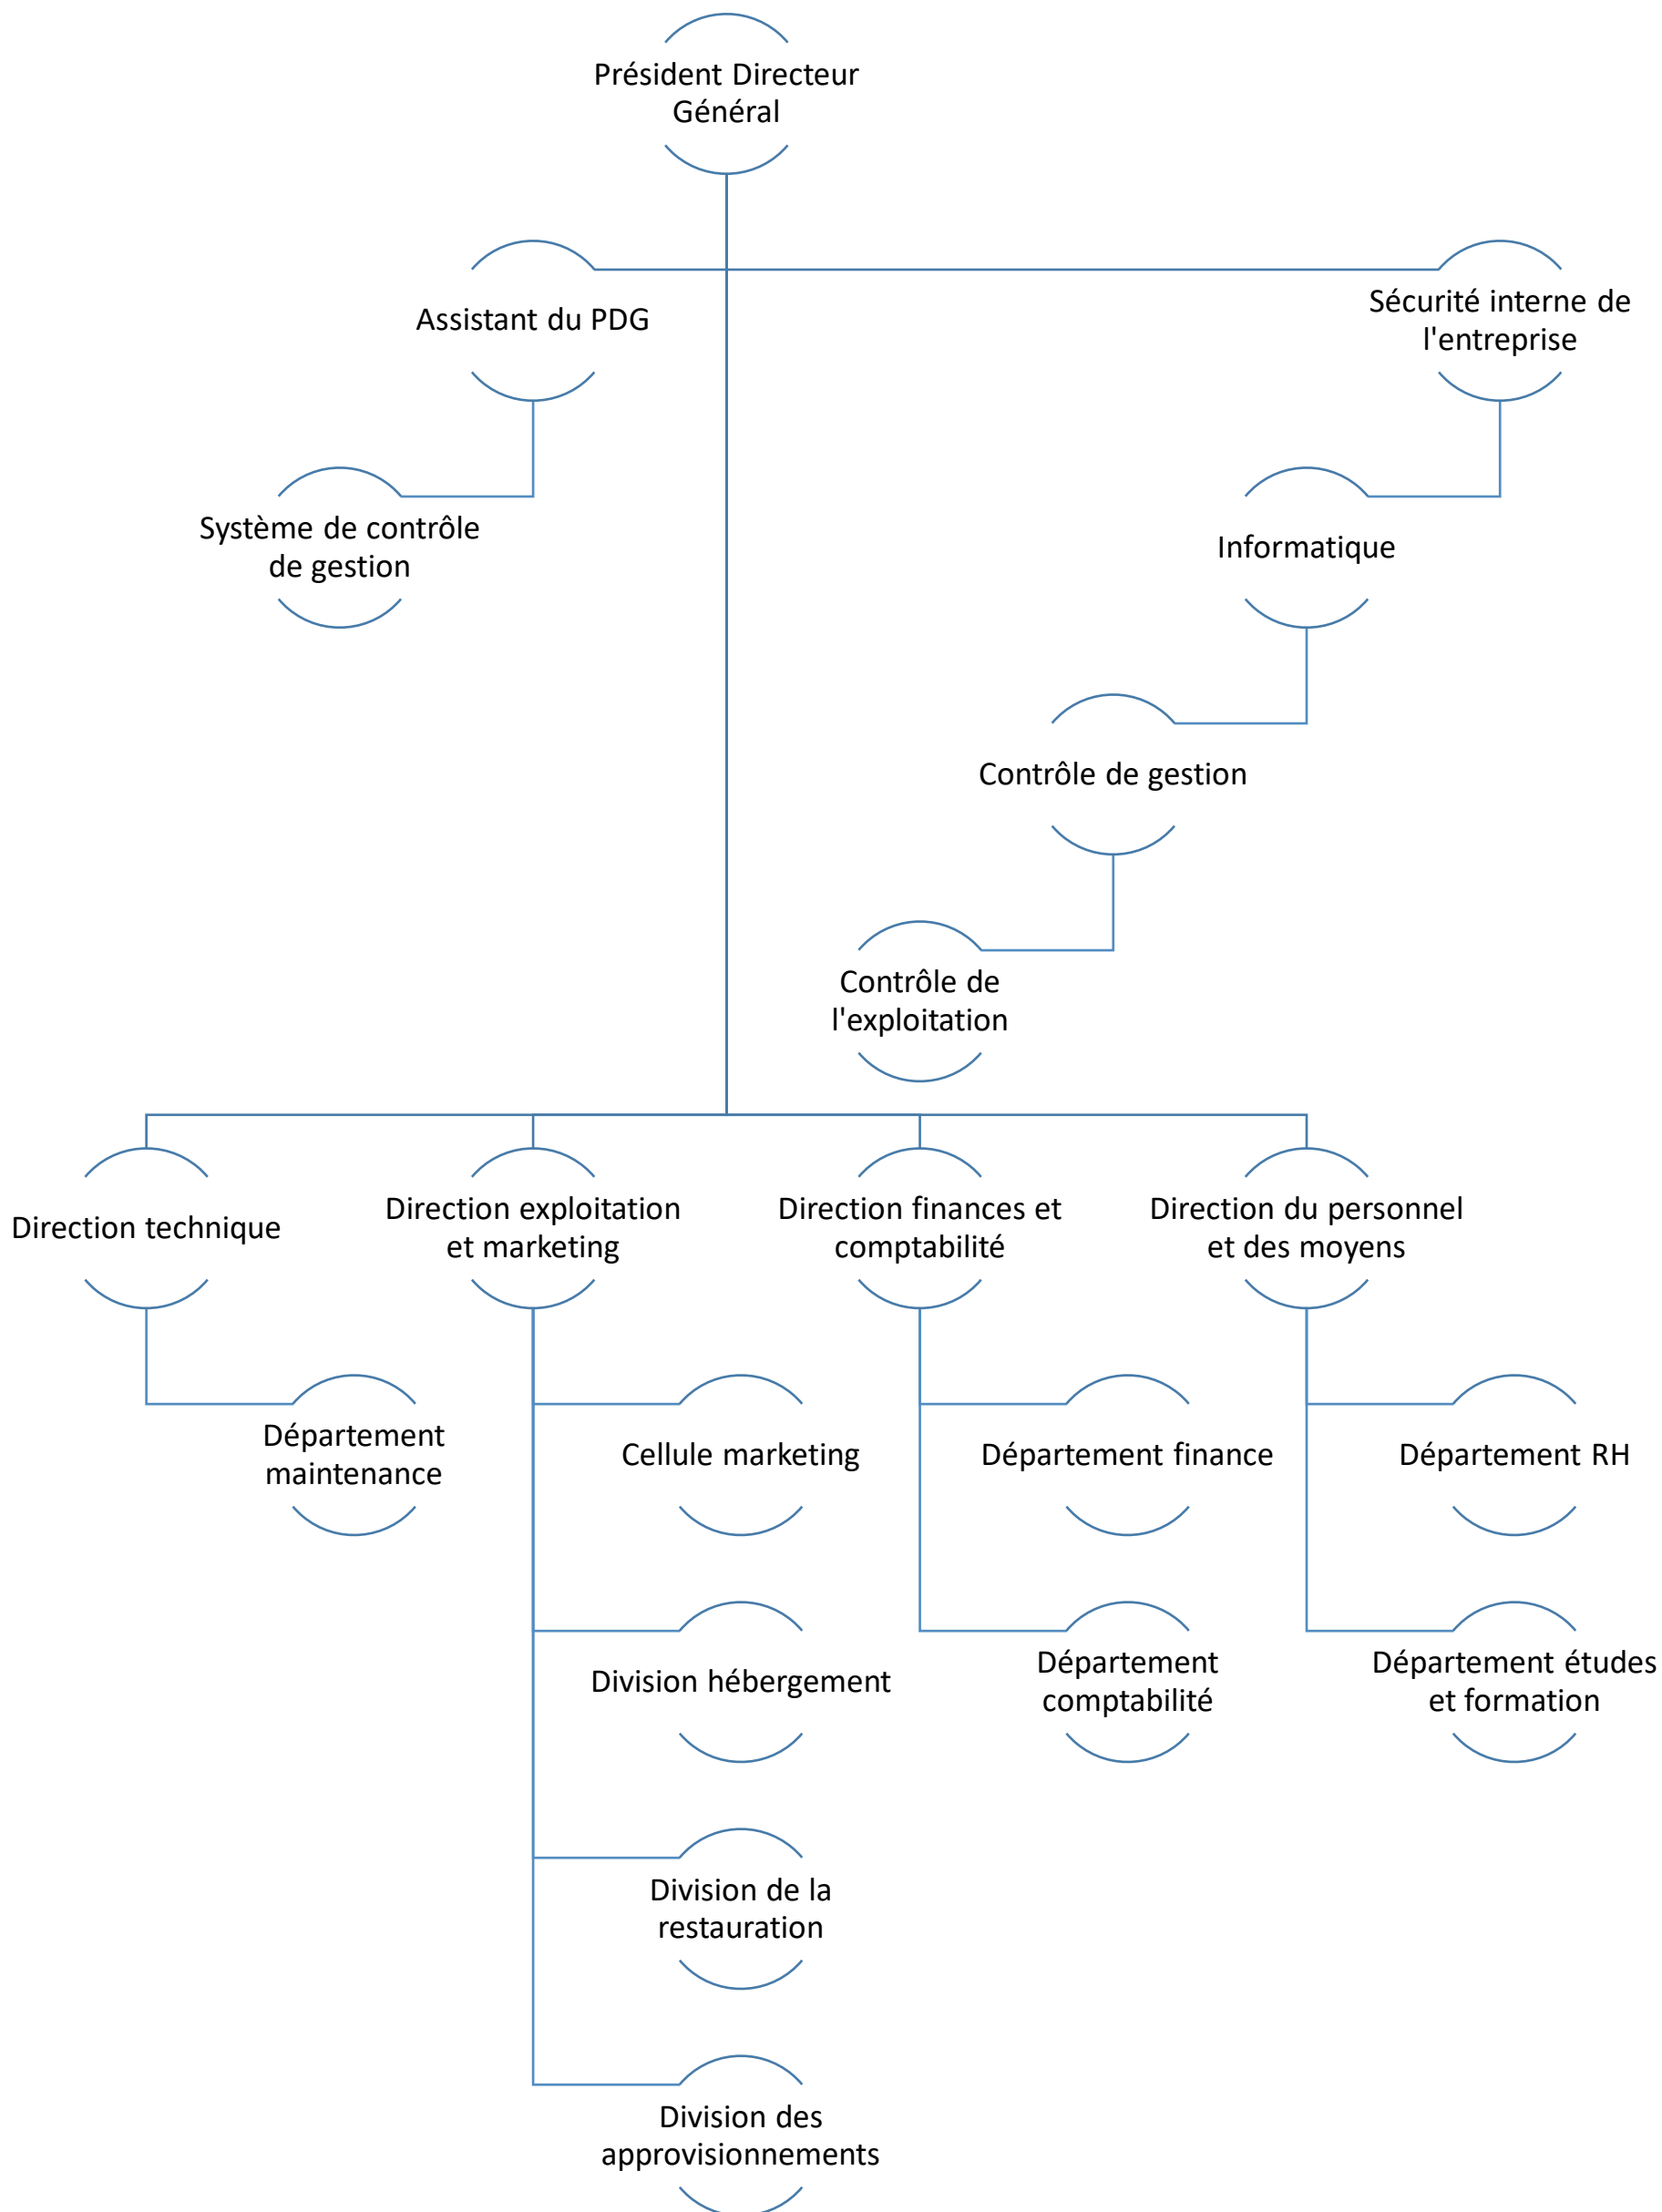 Président Directeur
Général
Assistant du PDG
Sécurité interne de
l'entreprise
Système de contrôle
de gestion
Informatique
Contrôle de gestion
Contrôle de
l'exploitation
Direction technique
Direction exploitation
et marketing
Direction finances et
comptabilité
Direction du personnel
et des moyens
Département
maintenance
Cellule marketing
Département finance
Département RH
Division hébergement
Département
comptabilité
Département études
et formation
Division de la
restauration
Division des
approvisionnements